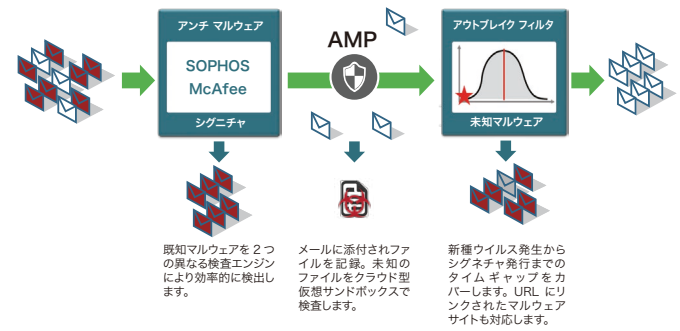 アンチ マルウェア
SOPHOS
McAfee
シグニチャ
AMP
アウトブレイク フィルタ
未知マルウェア
既知マルウェアを 2 つ
の異なる検査エンジン
により効率的に検出し
ます。
メールに添付されファ
イルを記録。未知の
ファイルをクラウド型
仮想サンドボックスで
検査します。
新種ウイルス発生から
シグネチャ発行までの
タイムギャップをカ
バーします。URL にリ
ンクされたマルウェア
サイトも対応します。